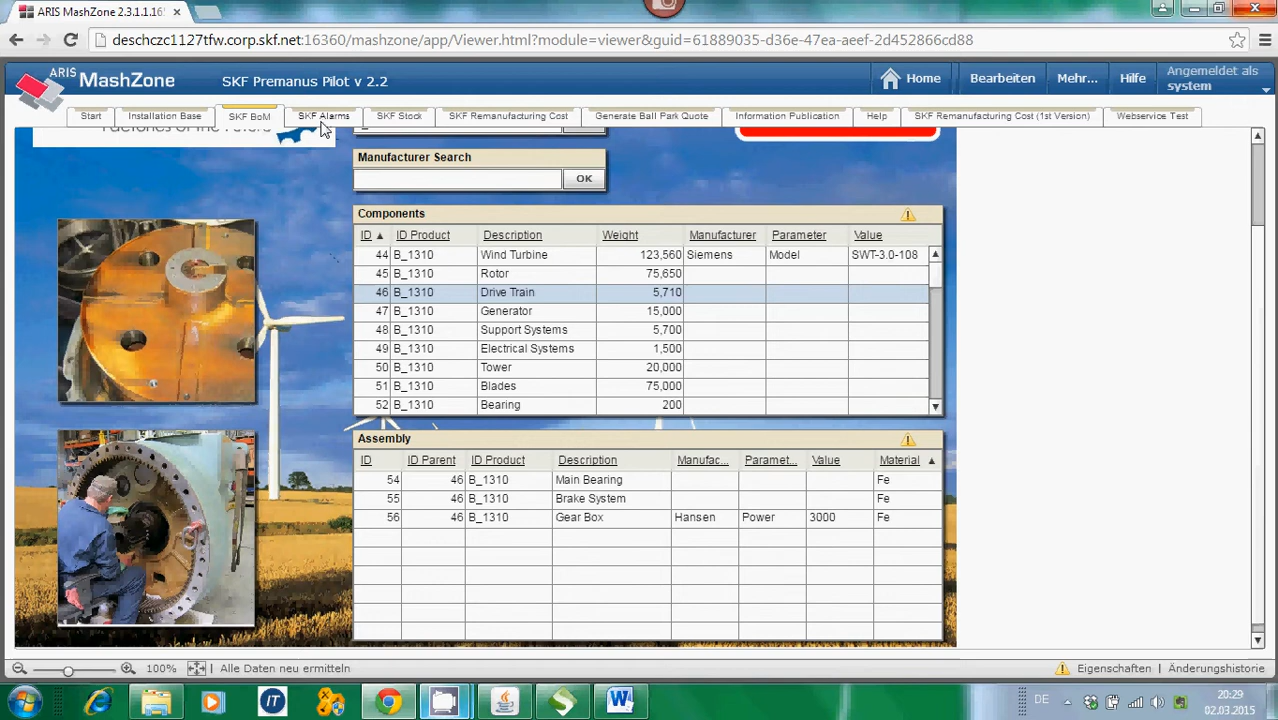 ARIS MashZone 2.3.1.1.16
deschczc1127tfw.corp.skf.net:16360/mashzone/app/Viewer.html?module=viewer&guid=61889035-d36e-47ea-aeef-2d452866cd88
ARIS MashZone SKF Premanus Pilot v 2.2 Home Bearbeiten Mehr... Hilfe Angemeldet als system
Start Installation Base SKF BoM SKF Alarms SKF Stock SKF Remanufacturing Cost Generate Ball Park Quote Information Publication Help SKF Remanufacturing Cost (1st Version) Webservice Test
Manufacturer Search
OK
Components
ID ID Product Description Weight Manufacturer Parameter Value
44 B_1310 Wind Turbine 123,560 Siemens Model SWT-3.0-108
45 B_1310 Rotor 75,650
46 B_1310 Drive Train 5,710
47 B_1310 Generator 15,000
48 B_1310 Support Systems 5,700
49 B_1310 Electrical Systems 1,500
50 B_1310 Tower 20,000
51 B_1310 Blades 75,000
52 B_1310 Bearing 200
Assembly
ID ID Parent ID Product Description Manufac... Paramet... Value Material
54 46 B_1310 Main Bearing Fe
55 46 B_1310 Brake System Fe
56 46 B_1310 Gear Box Hansen Power 3000 Fe
100% Alle Daten neu ermitteln Eigenschaften Änderungshistorie
IT DE 20:29
02.03.2015